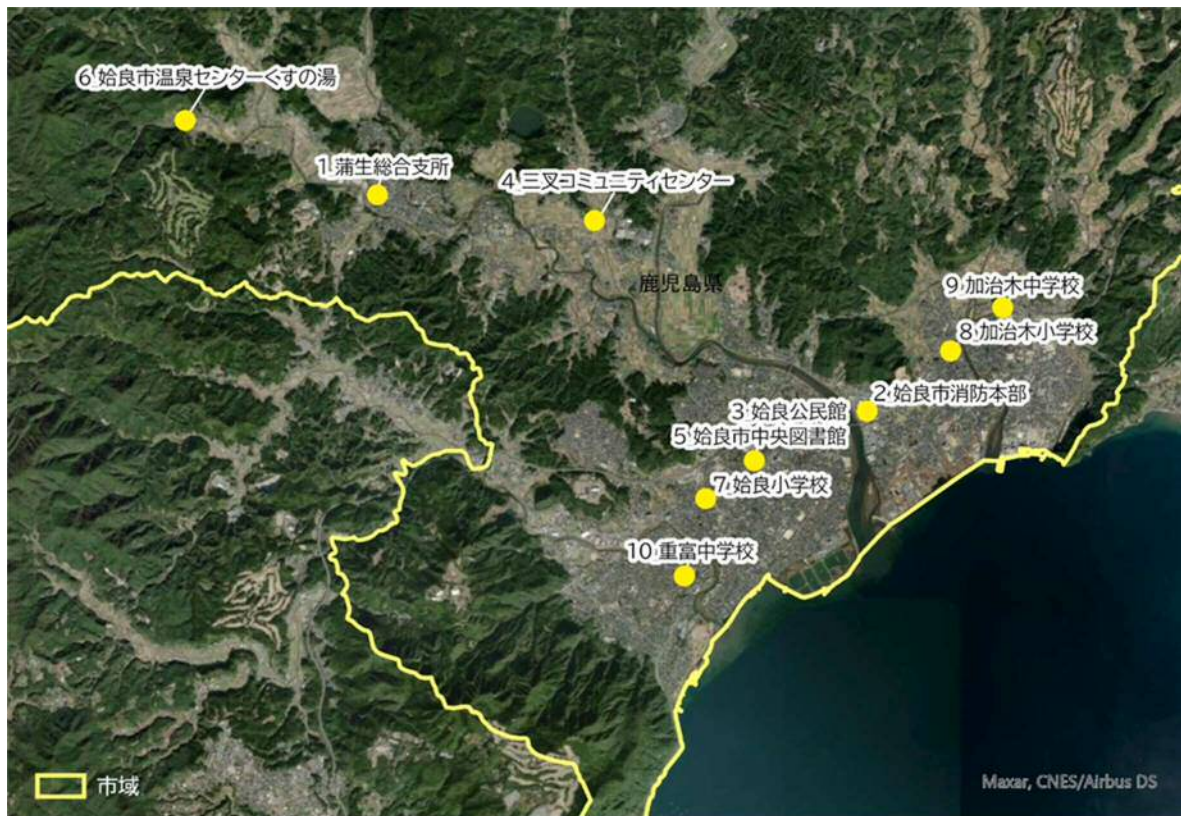 6 姶良市温泉センターくすの湯
1 蒲生総合支所
4 三叉コミュニティセンター
鹿児島県
9 加治木中学校
8 加治木小学校
2 姶良市消防本部
3 姶良公民館
5 姶良市中央図書館
7 姶良小学校
10 重富中学校
市域
Maxar, CNES/Airbus DS